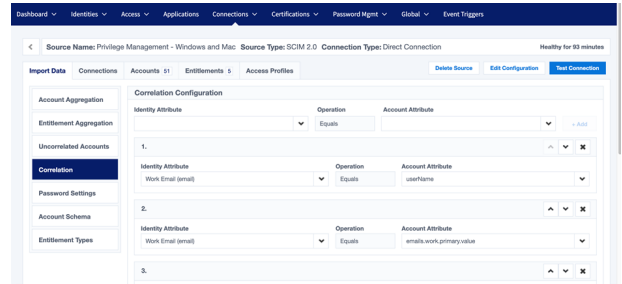 Dashboard Identities Access Applications Connections Certifications Password Mgmt Global Event Triggers
Source Name: Privilege Management - Windows and Mac Source Type: SCIM 2.0 Connection Type: Direct Connection Healthy for 93 minutes
Import Data Connections Accounts 51 Entitlements 5 Access Profiles Delete Source Edit Configuration Test Connection
Account Aggregation
Entitlement Aggregation
Uncorrelated Accounts
Correlation
Password Settings
Account Schema
Entitlement Types
Correlation Configuration
Identity Attribute Operation Account Attribute
Equals + Add
1.
Identity Attribute Operation Account Attribute
Work Email (email) Equals userName
2.
Identity Attribute Operation Account Attribute
Work Email (email) Equals emails.work.primary.value
3.